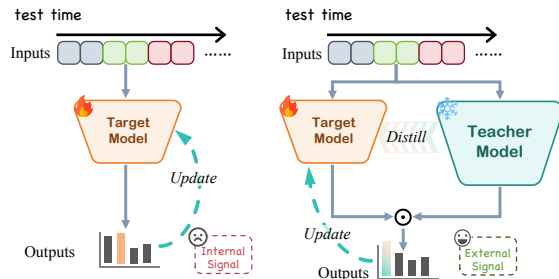 test time
Inputs
......
Target
Model
Update
Outputs
Internal
Signal
test time
Inputs
......
Target
Model
Distill
Teacher
Model
Update
Outputs
External
Signal